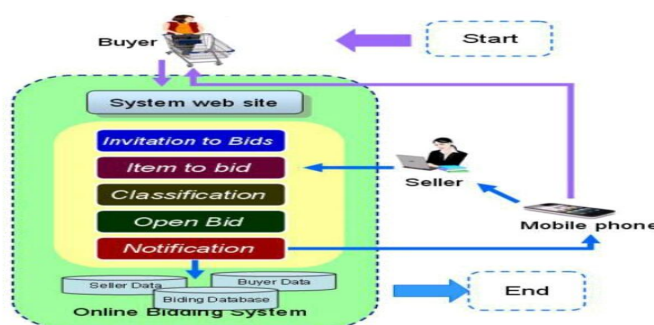 Buyer
Start
System web site
Invitation to Bids
Item to bid
Classification
Open Bid
Notification
Seller
Mobile phone
Seller Data
Buyer Data
Biding Database
Online Bidding System
End